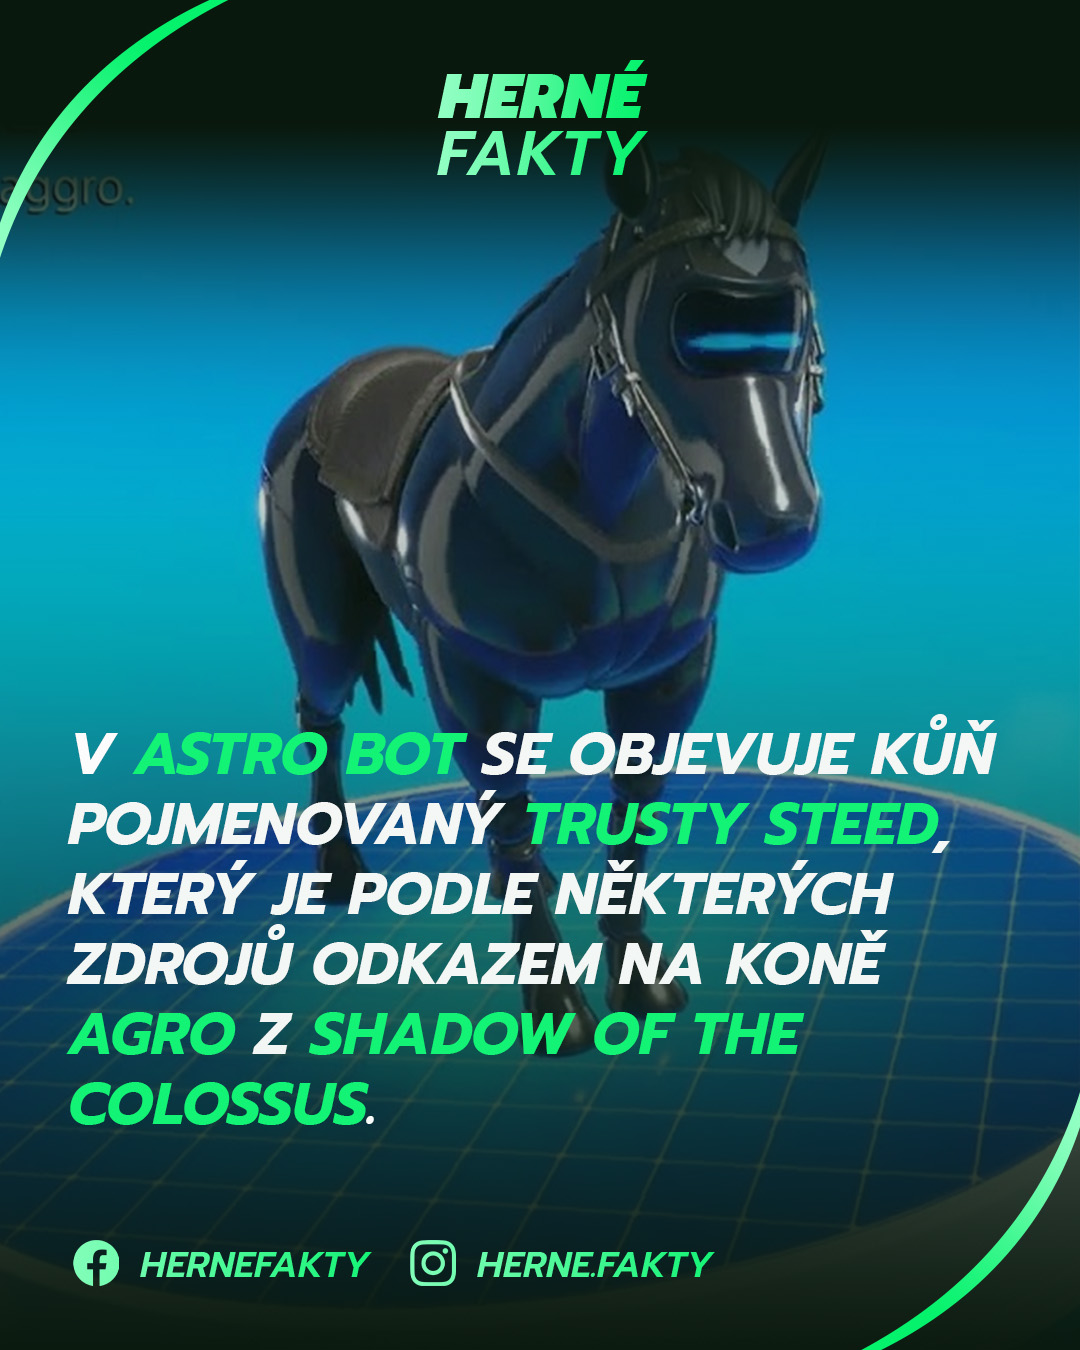 HERNÉ
FAKTY
aggro.
V ASTRO BOT SE OBJEVUJE KŮŇ
POJMENOVANÝ TRUSTY STEED,
KTERÝ JE PODLE NĚKTERÝCH
ZDROJŮ ODKAZEM NA KONĚ
AGRO Z SHADOW OF THE
COLOSSUS.
HERNEFAKTY HERNE.FAKTY